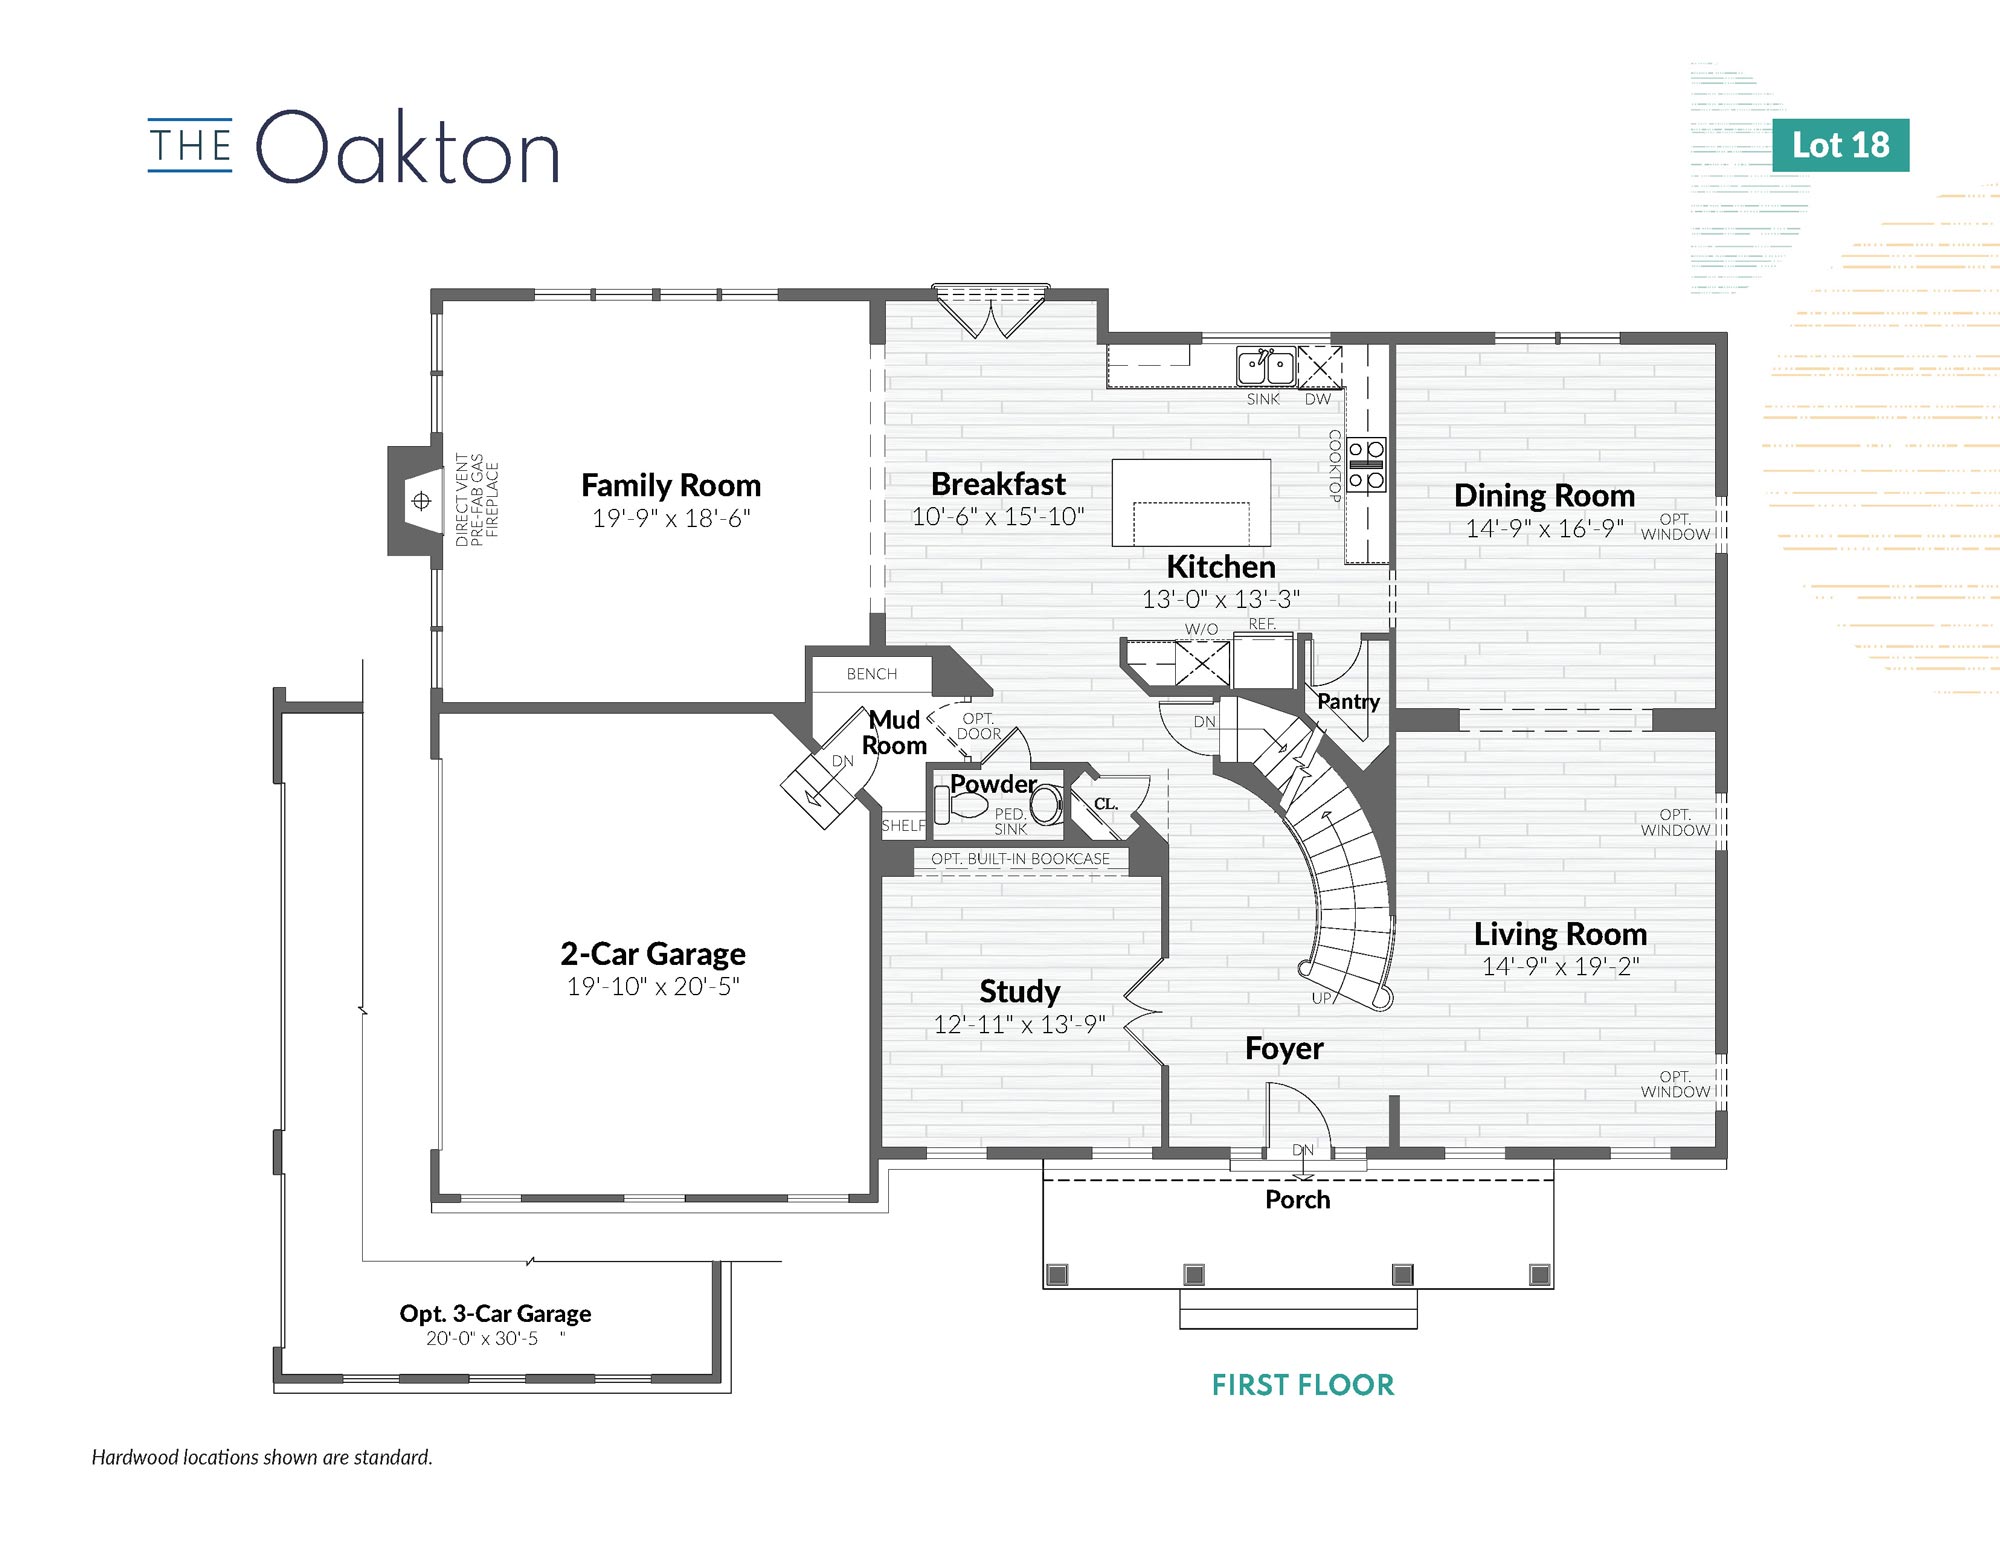 THE Oakton
Lot 18
Family Room
19'-9" x 18'-6"
DIRECT VENT
PRE-FAB GAS
FIREPLACE
Breakfast
10'-6" x 15'-10"
SINK
DW
COOKTOP
Kitchen
13'-0" x 13'-3"
W/O
REF.
Dining Room
14'-9" x 16'-9"
OPT.
WINDOW
Pantry
BENCH
Mud
Room
OPT.
DOOR
DN
DN
Powder
PED.
SINK
CL.
SHELF
OPT. BUILT-IN BOOKCASE
OPT.
WINDOW
2-Car Garage
19'-10" x 20'-5"
Study
12'-11" x 13'-9"
UP
Living Room
14'-9" x 19'-2"
Foyer
OPT.
WINDOW
DN
Porch
Opt. 3-Car Garage
20'-0" x 30'-5 "
FIRST FLOOR
Hardwood locations shown are standard.